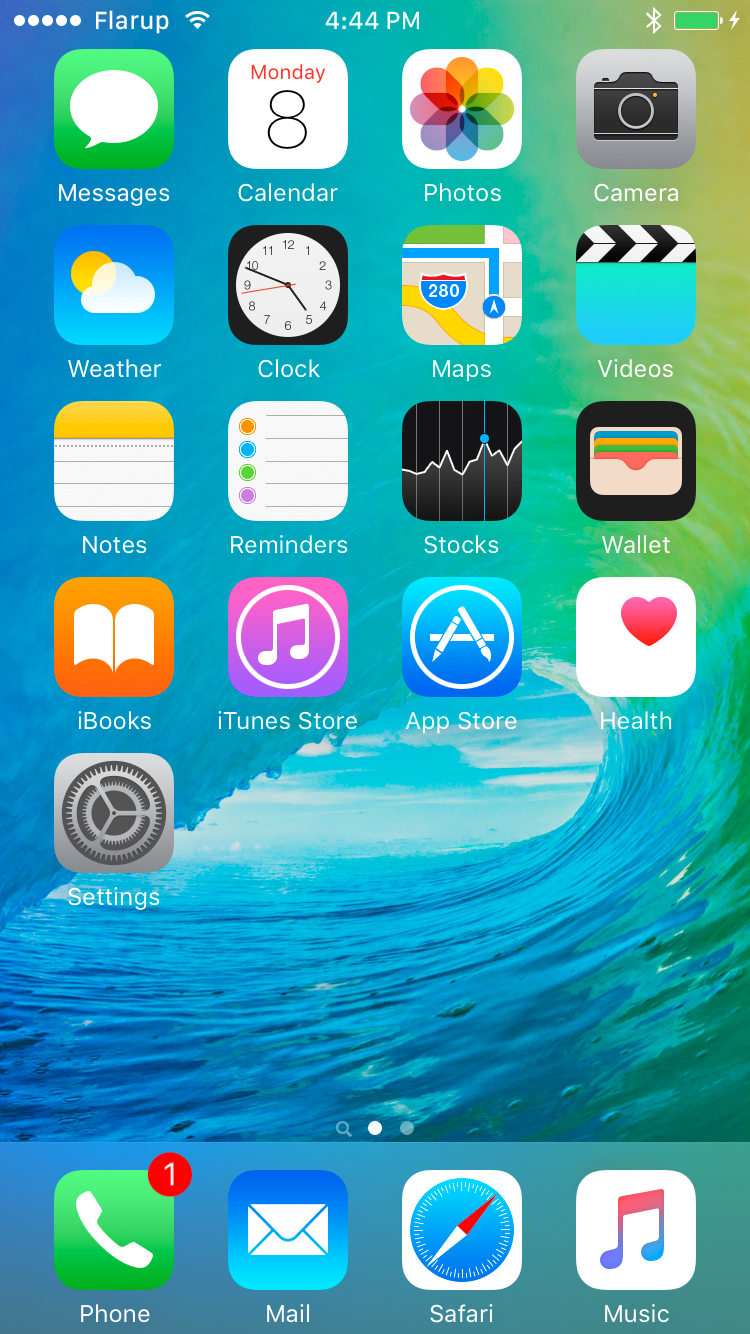 Flarup 4:44 PM
Monday
8
Messages Calendar Photos Camera
12
11 1
10 2
9 3
8 4
7 5
6
280
Weather Clock Maps Videos
Notes Reminders Stocks Wallet
iBooks iTunes Store App Store Health
Settings
1
Phone Mail Safari Music